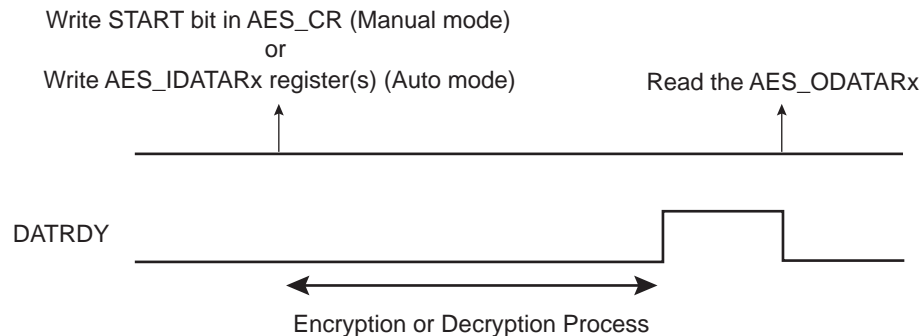 Write START bit in AES_CR (Manual mode)
or
Write AES_IDATARx register(s) (Auto mode)
Read the AES_ODATARx
DATRDY
Encryption or Decryption Process